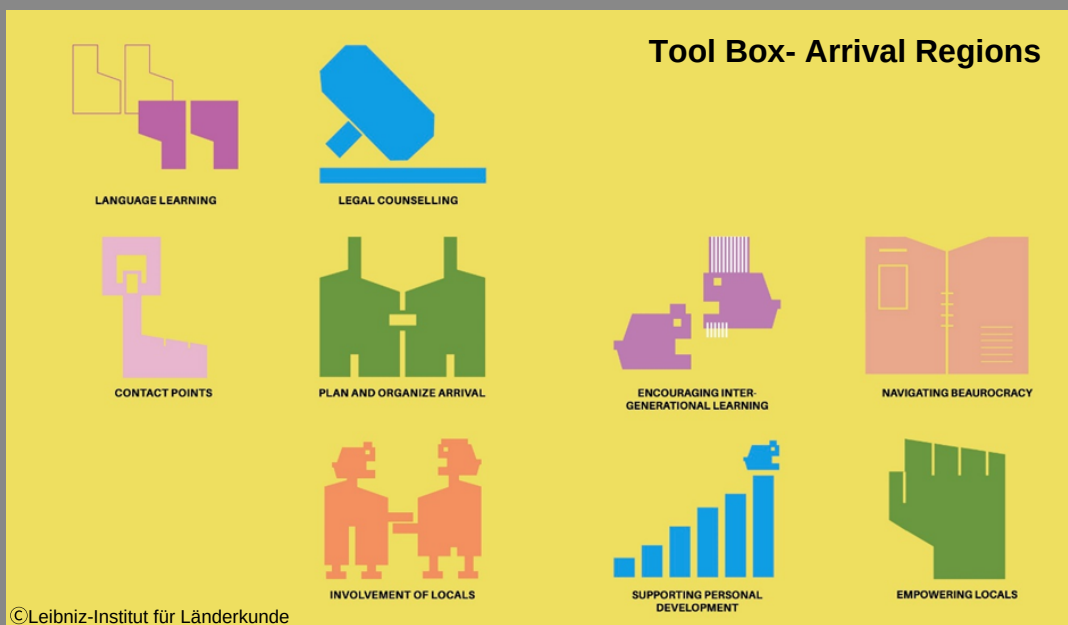 Tool Box- Arrival Regions
LANGUAGE LEARNING
LEGAL COUNSELLING
CONTACT POINTS
PLAN AND ORGANIZE ARRIVAL
ENCOURAGING INTER-
GENERATIONAL LEARNING
NAVIGATING BEAUROCRACY
INVOLVEMENT OF LOCALS
SUPPORTING PERSONAL
DEVELOPMENT
EMPOWERING LOCALS
©Leibniz-Institut für Länderkunde